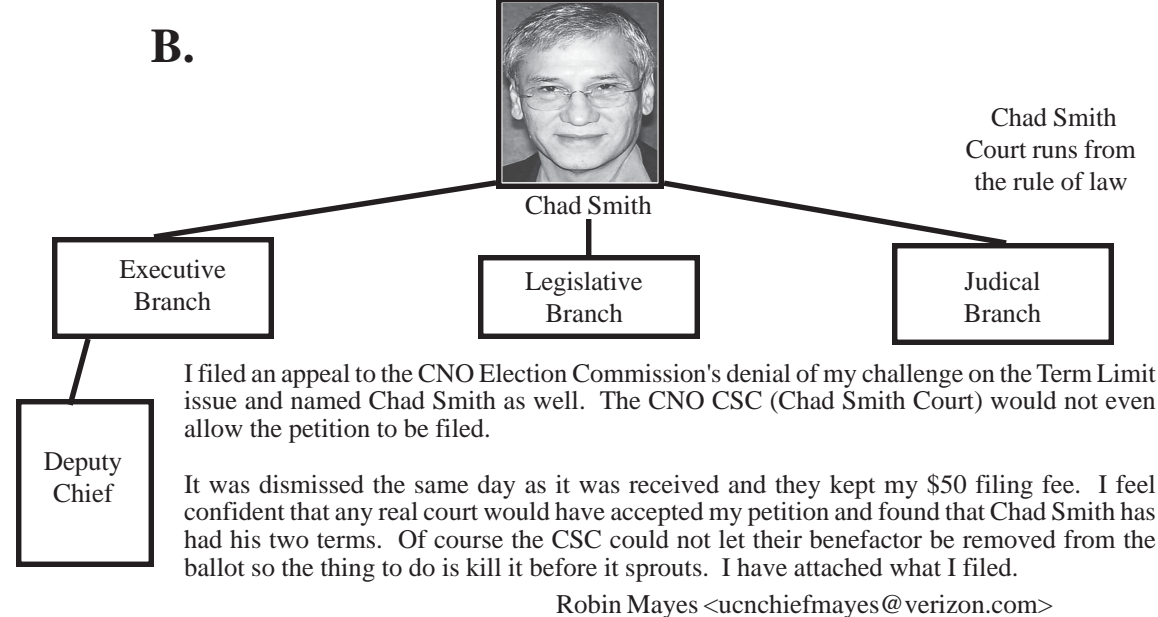 B.
Chad Smith
Court runs from
the rule of law
Chad Smith
Executive
Branch
Legislative
Branch
Judical
Branch
Deputy
Chief
I filed an appeal to the CNO Election Commission's denial of my challenge on the Term Limit
issue and named Chad Smith as well. The CNO CSC (Chad Smith Court) would not even
allow the petition to be filed.
It was dismissed the same day as it was received and they kept my $50 filing fee. I feel
confident that any real court would have accepted my petition and found that Chad Smith has
had his two terms. Of course the CSC could not let their benefactor be removed from the
ballot so the thing to do is kill it before it sprouts. I have attached what I filed.
Robin Mayes <ucnchiefmayes@verizon.com>